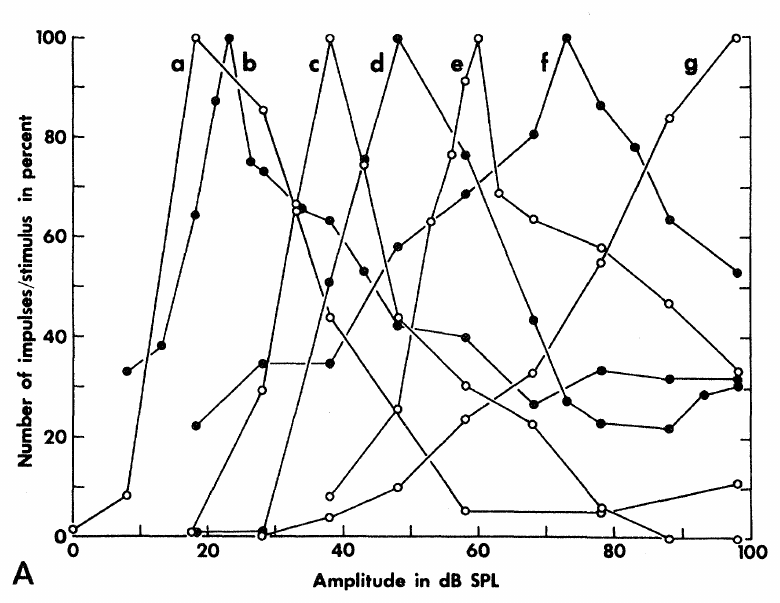 100
80
60
40
20
0
Number of impulses/stimulus in percent
a b c d e f g
0 20 40 60 80 100
Amplitude in dB SPL
A